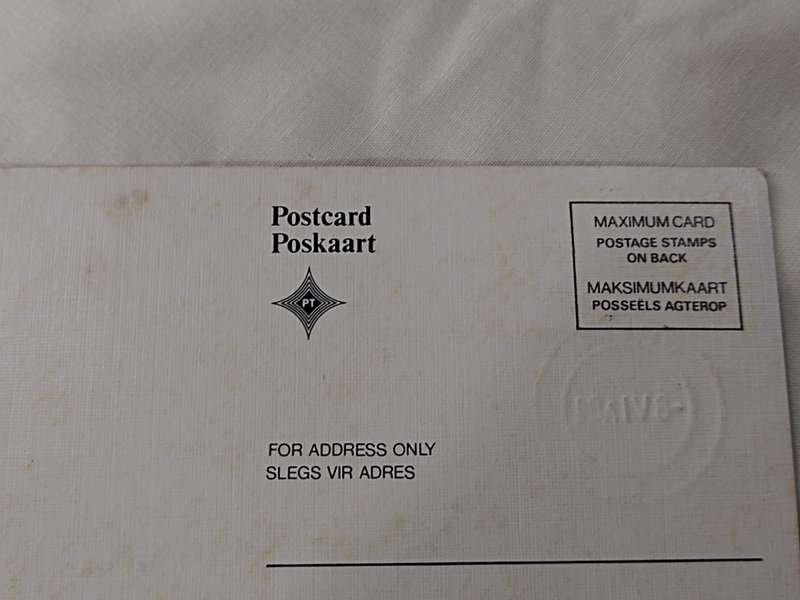 Postcard
Poskaart
PT
MAXIMUM CARD
POSTAGE STAMPS
ON BACK
MAKSIMUMKAART
POSSEËLS AGTEROP
FOR ADDRESS ONLY
SLEGS VIR ADRES